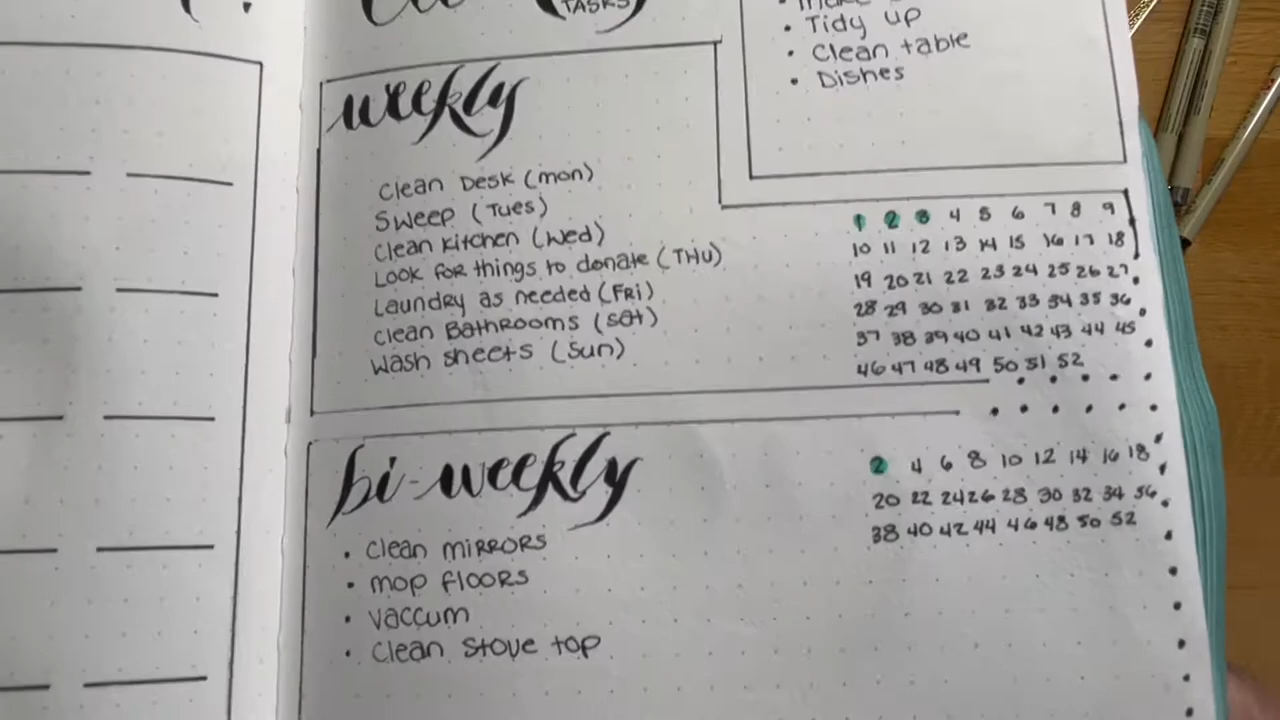 TASKS
• Tidy up
• Clean table
• Dishes
weekly
Clean Desk (mon)
Sweep (Tues)
Clean Kitchen (Wed)
Look for things to donate (THU)
Laundry as needed (Fri)
Clean Bathrooms (Sat)
Wash sheets (Sun)
1 2 3 4 5 6 7 8 9
10 11 12 13 14 15 16 17 18
19 20 21 22 23 24 25 26 27
28 29 30 31 32 33 34 35 36
37 38 39 40 41 42 43 44 45
46 47 48 49 50 51 52
bi-weekly
• Clean mirrors
• mop floors
• vaccum
• Clean stove top
2 4 6 8 10 12 14 16 18
20 22 24 26 28 30 32 34 36
38 40 42 44 46 48 50 52